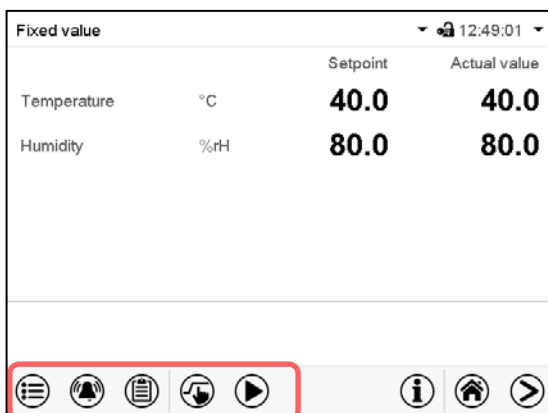 Fixed value 12:49:01
Setpoint Actual value
Temperature °C 40.0 40.0
Humidity %rH 80.0 80.0